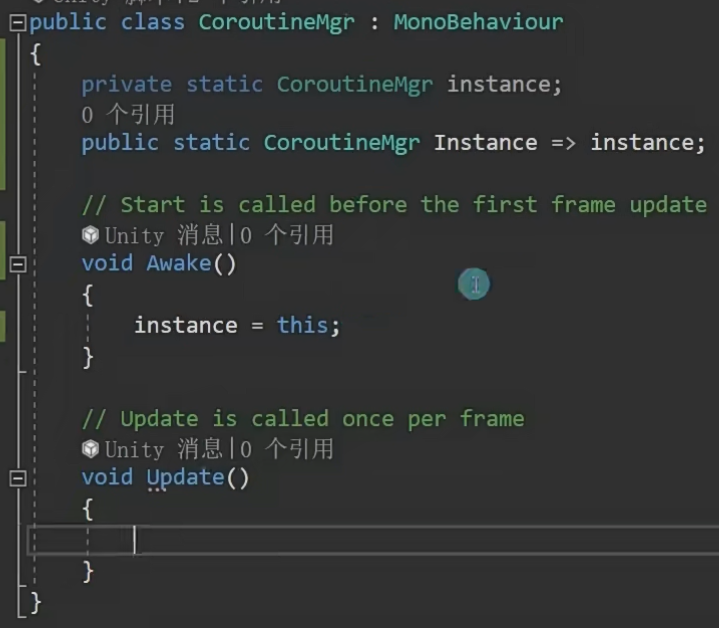 public class CoroutineMgr : MonoBehaviour
{
private static CoroutineMgr instance;
0 个引用
public static CoroutineMgr Instance => instance;
// Start is called before the first frame update
Unity 消息|0 个引用
void Awake()
{
instance = this;
}
// Update is called once per frame
Unity 消息|0 个引用
void Update()
{
}
}